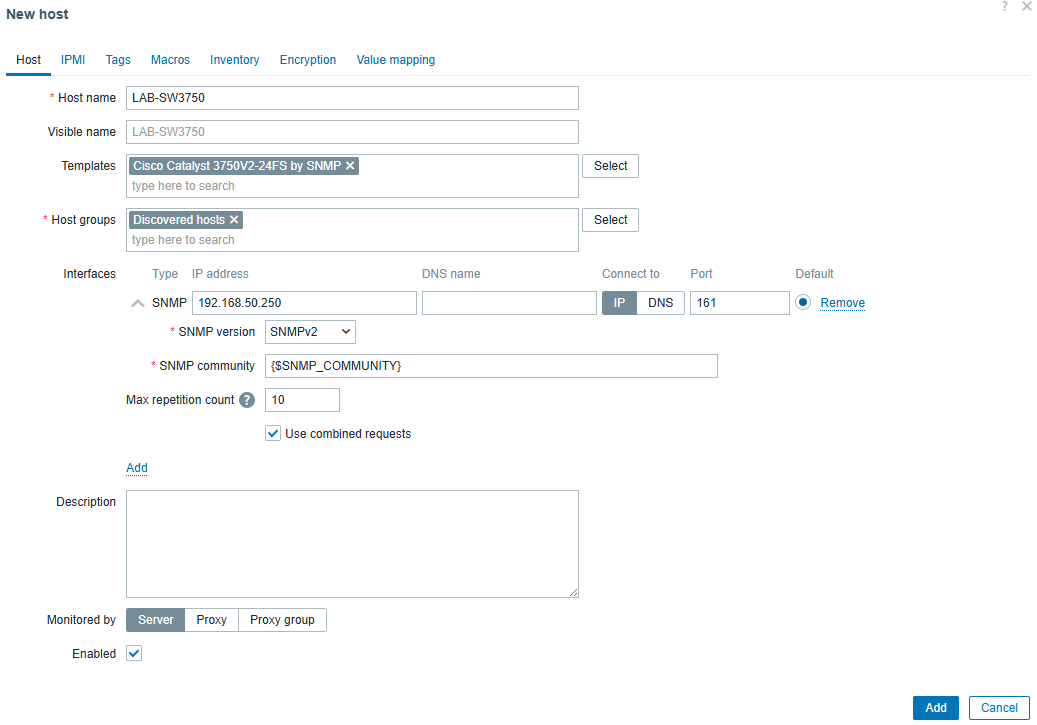 New host
? ✕
Host IPMI Tags Macros Inventory Encryption Value mapping
* Host name LAB-SW3750
Visible name LAB-SW3750
Templates Cisco Catalyst 3750V2-24FS by SNMP ✕ Select
type here to search
* Host groups Discovered hosts ✕ Select
type here to search
Interfaces Type IP address DNS name Connect to Port Default
SNMP 192.168.50.250 IP DNS 161 Remove
* SNMP version SNMPv2
* SNMP community {$SNMP_COMMUNITY}
Max repetition count ? 10
Use combined requests
Add
Description
Monitored by Server Proxy Proxy group
Enabled
Add Cancel